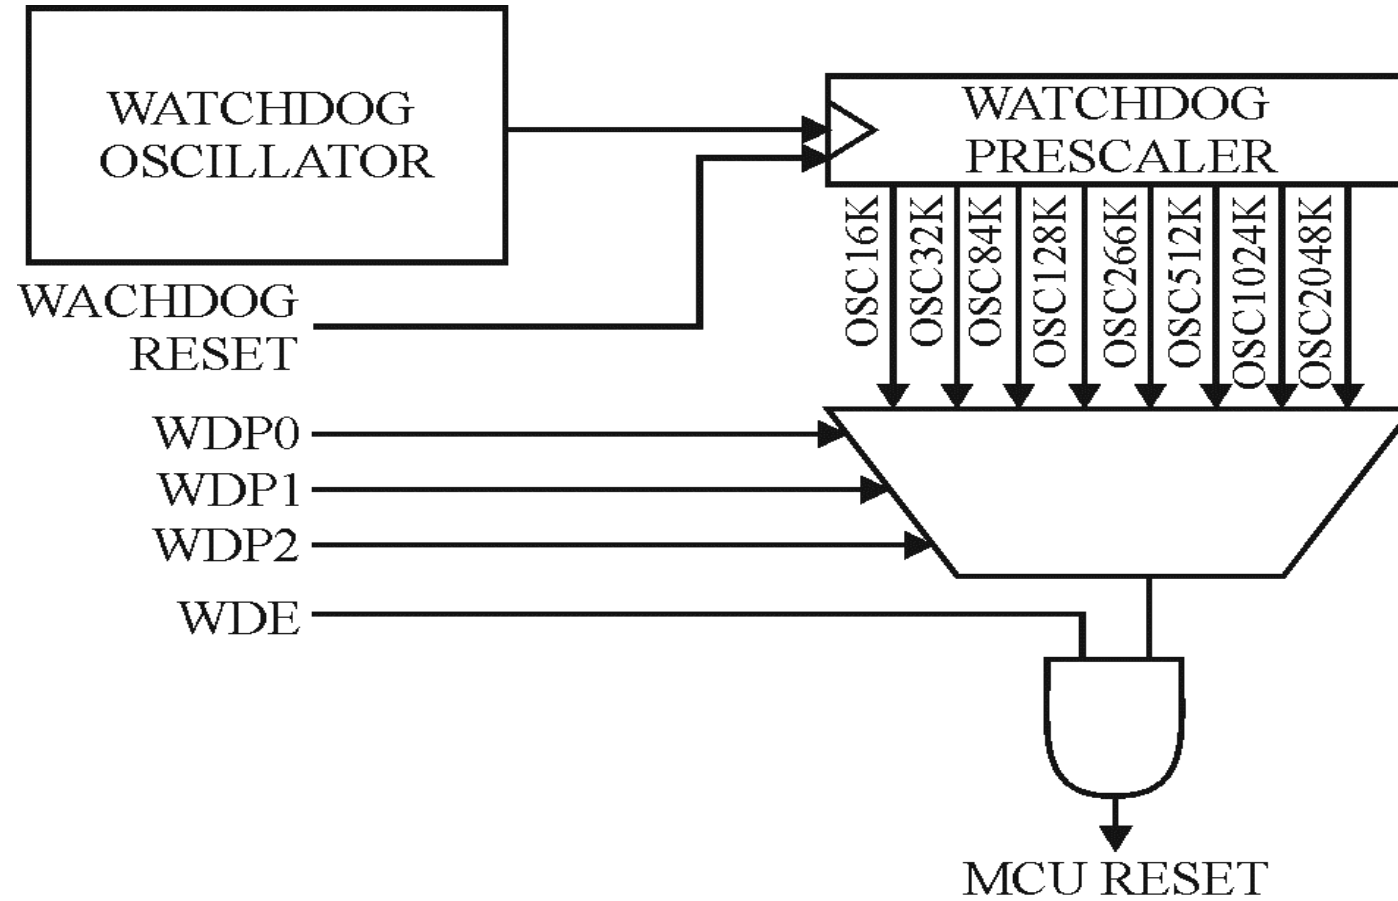 WATCHDOG
OSCILLATOR
WATCHDOG
PRESCALER
WACHDOG
RESET
OSC16K
OSC32K
OSC84K
OSC128K
OSC266K
OSC512K
OSC1024K
OSC2048K
WDP0
WDP1
WDP2
WDE
MCU RESET